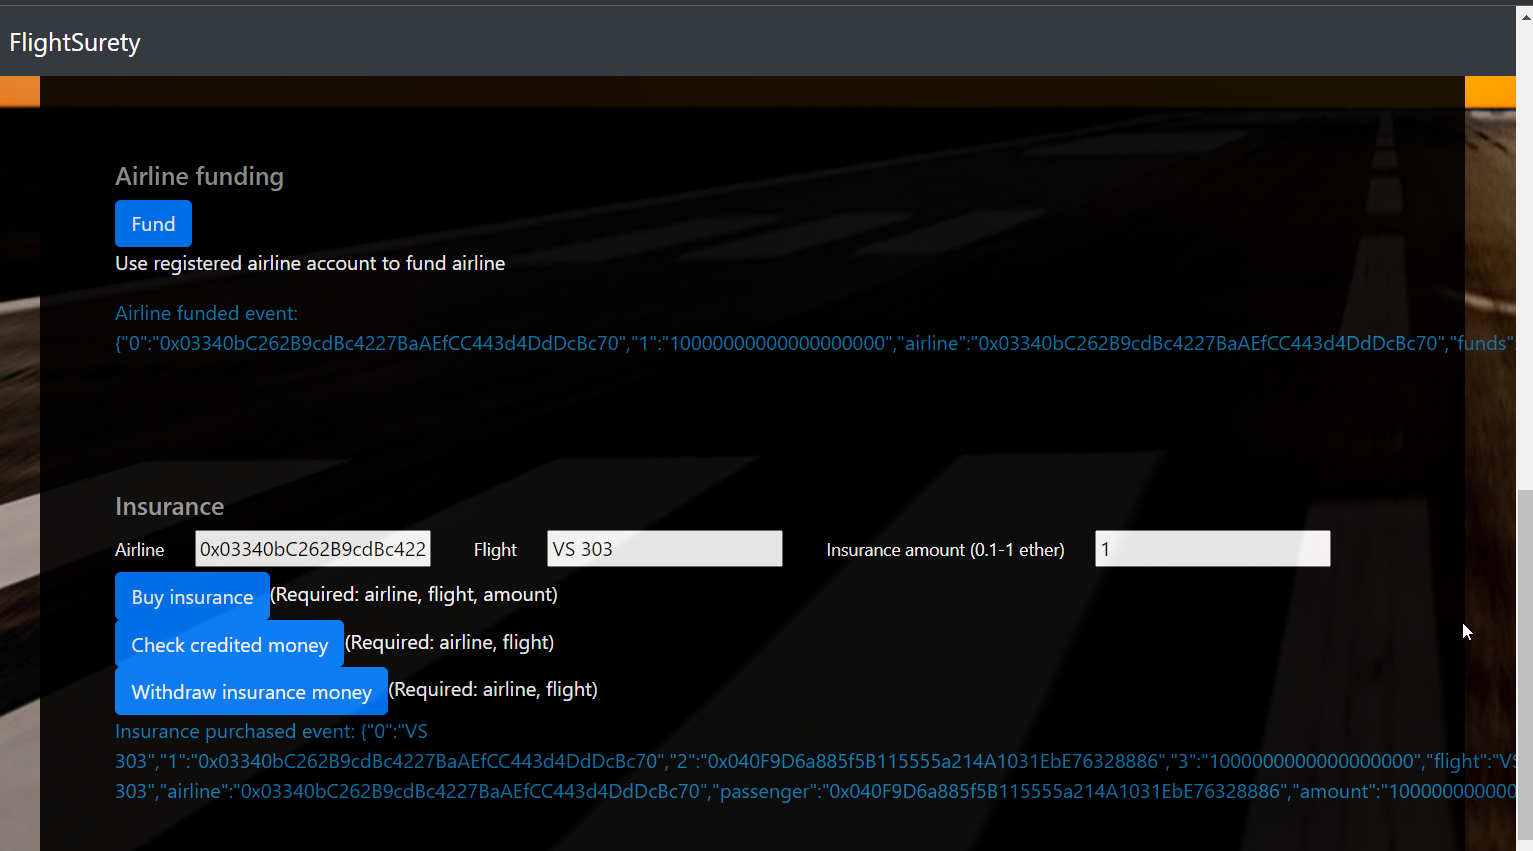 FlightSurety
Airline funding
Fund
Use registered airline account to fund airline
Airline funded event:
{"0":"0x03340bC262B9cdBc4227BaAEfCC443d4DdDcBc70","1":"10000000000000000000","airline":"0x03340bC262B9cdBc4227BaAEfCC443d4DdDcBc70","funds"
Insurance
Airline 0x03340bC262B9cdBc422 Flight VS 303 Insurance amount (0.1-1 ether) 1
Buy insurance (Required: airline, flight, amount)
Check credited money (Required: airline, flight)
Withdraw insurance money (Required: airline, flight)
Insurance purchased event: {"0":"VS
303","1":"0x03340bC262B9cdBc4227BaAEfCC443d4DdDcBc70","2":"0x040F9D6a885f5B115555a214A1031EbE76328886","3":"1000000000000000000","flight":"VS
303","airline":"0x03340bC262B9cdBc4227BaAEfCC443d4DdDcBc70","passenger":"0x040F9D6a885f5B115555a214A1031EbE76328886","amount":"100000000000